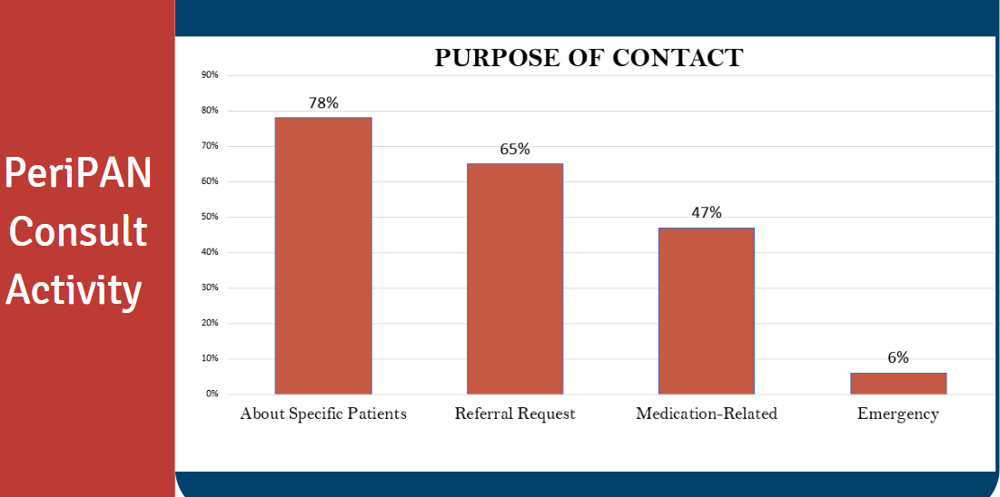 PeriPAN
Consult
Activity
PURPOSE OF CONTACT
90%
80%
70%
60%
50%
40%
30%
20%
10%
0%
78%
65%
47%
6%
About Specific Patients
Referral Request
Medication-Related
Emergency